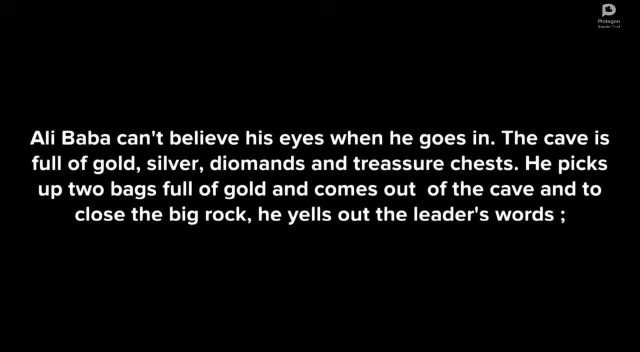 Plotagon
Ali Baba can't believe his eyes when he goes in. The cave is
full of gold, silver, diomands and treassure chests. He picks
up two bags full of gold and comes out of the cave and to
close the big rock, he yells out the leader's words ;